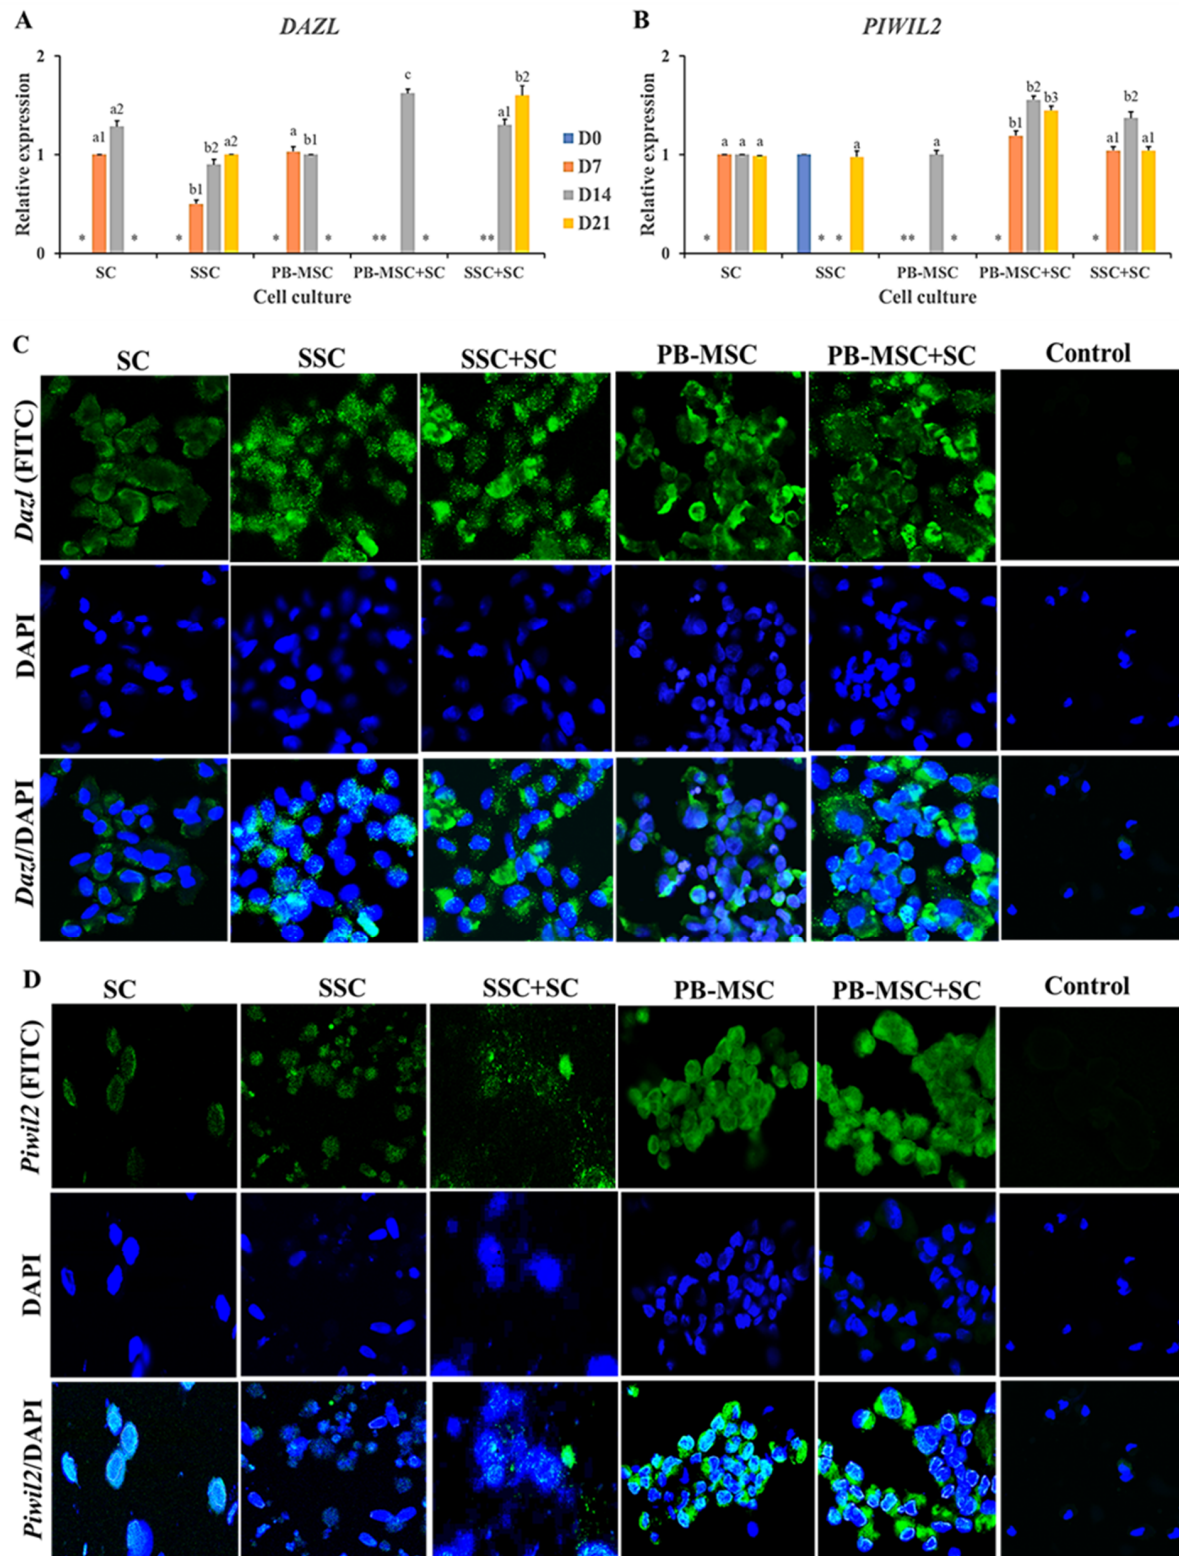 A
DAZL
Relative expression
2
1
0
a1
a2
b1
b2
a2
a
b1
c
a1
b2
*
*
*
*
*
**
*
**
SC
SSC
PB-MSC
PB-MSC+SC
SSC+SC
Cell culture
D0
D7
D14
D21
B
PIWIL2
Relative expression
2
1
0
a
a
a
a
a
b1
b2
b3
a1
b2
a1
*
*
*
**
*
*
*
SC
SSC
PB-MSC
PB-MSC+SC
SSC+SC
Cell culture
C
SC
SSC
SSC+SC
PB-MSC
PB-MSC+SC
Control
Dazl (FITC)
DAPI
Dazl/DAPI
D
SC
SSC
SSC+SC
PB-MSC
PB-MSC+SC
Control
Piwil2 (FITC)
DAPI
Piwil2/DAPI